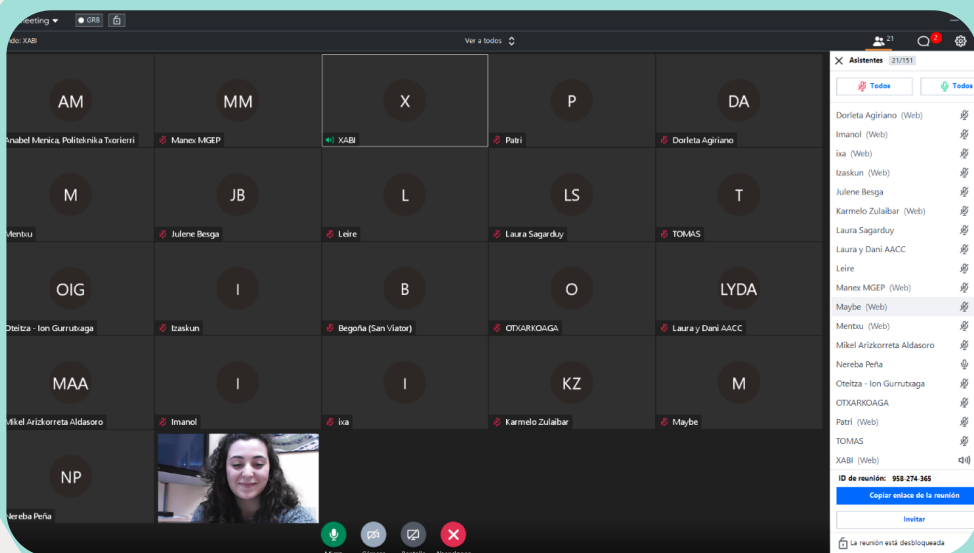 GRB
XABI
Ver a todos
21
2
Asistentes 21/151
Todos Todos
AM
Anabel Menica, Politeknika Txorierri
MM
Manex MGEP
X
XABI
P
Patri
DA
Dorleta Agiriano
M
Mentxu
JB
Julene Besga
L
Leire
LS
Laura Sagarduy
T
TOMAS
OIG
Oteitza - Ion Gurrutxaga
I
Izaskun
B
Begoña (San Viator)
O
OTXARKOAGA
LYDA
Laura y Dani AACC
MAA
Mikel Arizkorreta Aldasoro
I
Imanol
I
ixa
KZ
Karmelo Zulaibar
M
Maybe
NP
Nereba Peña
Dorleta Agiriano (Web)
Imanol (Web)
ixa (Web)
Izaskun (Web)
Julene Besga
Karmelo Zulaibar (Web)
Laura Sagarduy
Laura y Dani AACC
Leire
Manex MGEP (Web)
Maybe (Web)
Mentxu (Web)
Mikel Arizkorreta Aldasoro
Nereba Peña
Oteitza - Ion Gurrutxaga
OTXARKOAGA
Patri (Web)
TOMAS
XABI (Web)
ID de reunión: 958-274-365
Copiar enlace de la reunión
Invitar
La reunión está desbloqueada